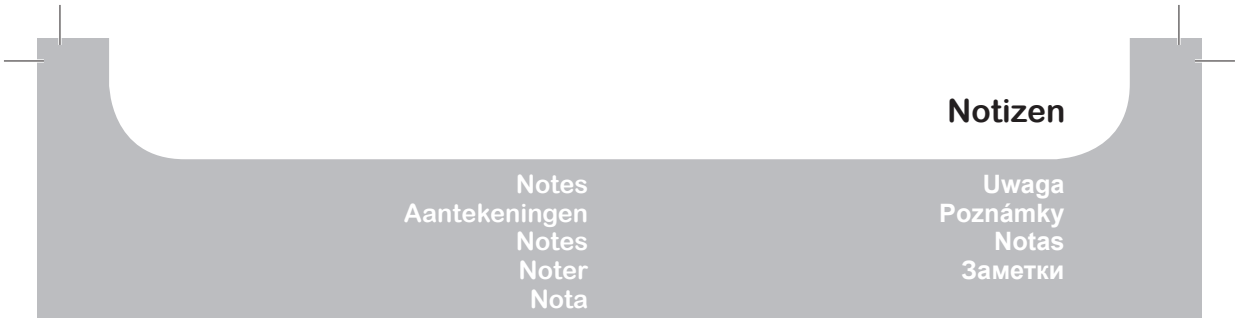 Notizen
Notes
Aantekeningen
Notes
Noter
Nota
Uwaga
Poznámky
Notas
Заметки